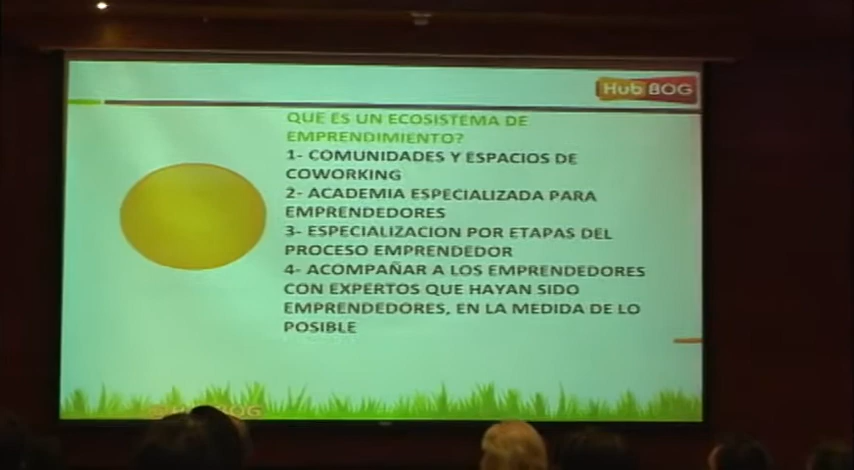 Hub BOG
QUE ES UN ECOSISTEMA DE
EMPRENDIMIENTO?
1- COMUNIDADES Y ESPACIOS DE
COWORKING
2- ACADEMIA ESPECIALIZADA PARA
EMPRENDEDORES
3- ESPECIALIZACION POR ETAPAS DEL
PROCESO EMPRENDEDOR
4- ACOMPAÑAR A LOS EMPRENDEDORES
CON EXPERTOS QUE HAYAN SIDO
EMPRENDEDORES, EN LA MEDIDA DE LO
POSIBLE